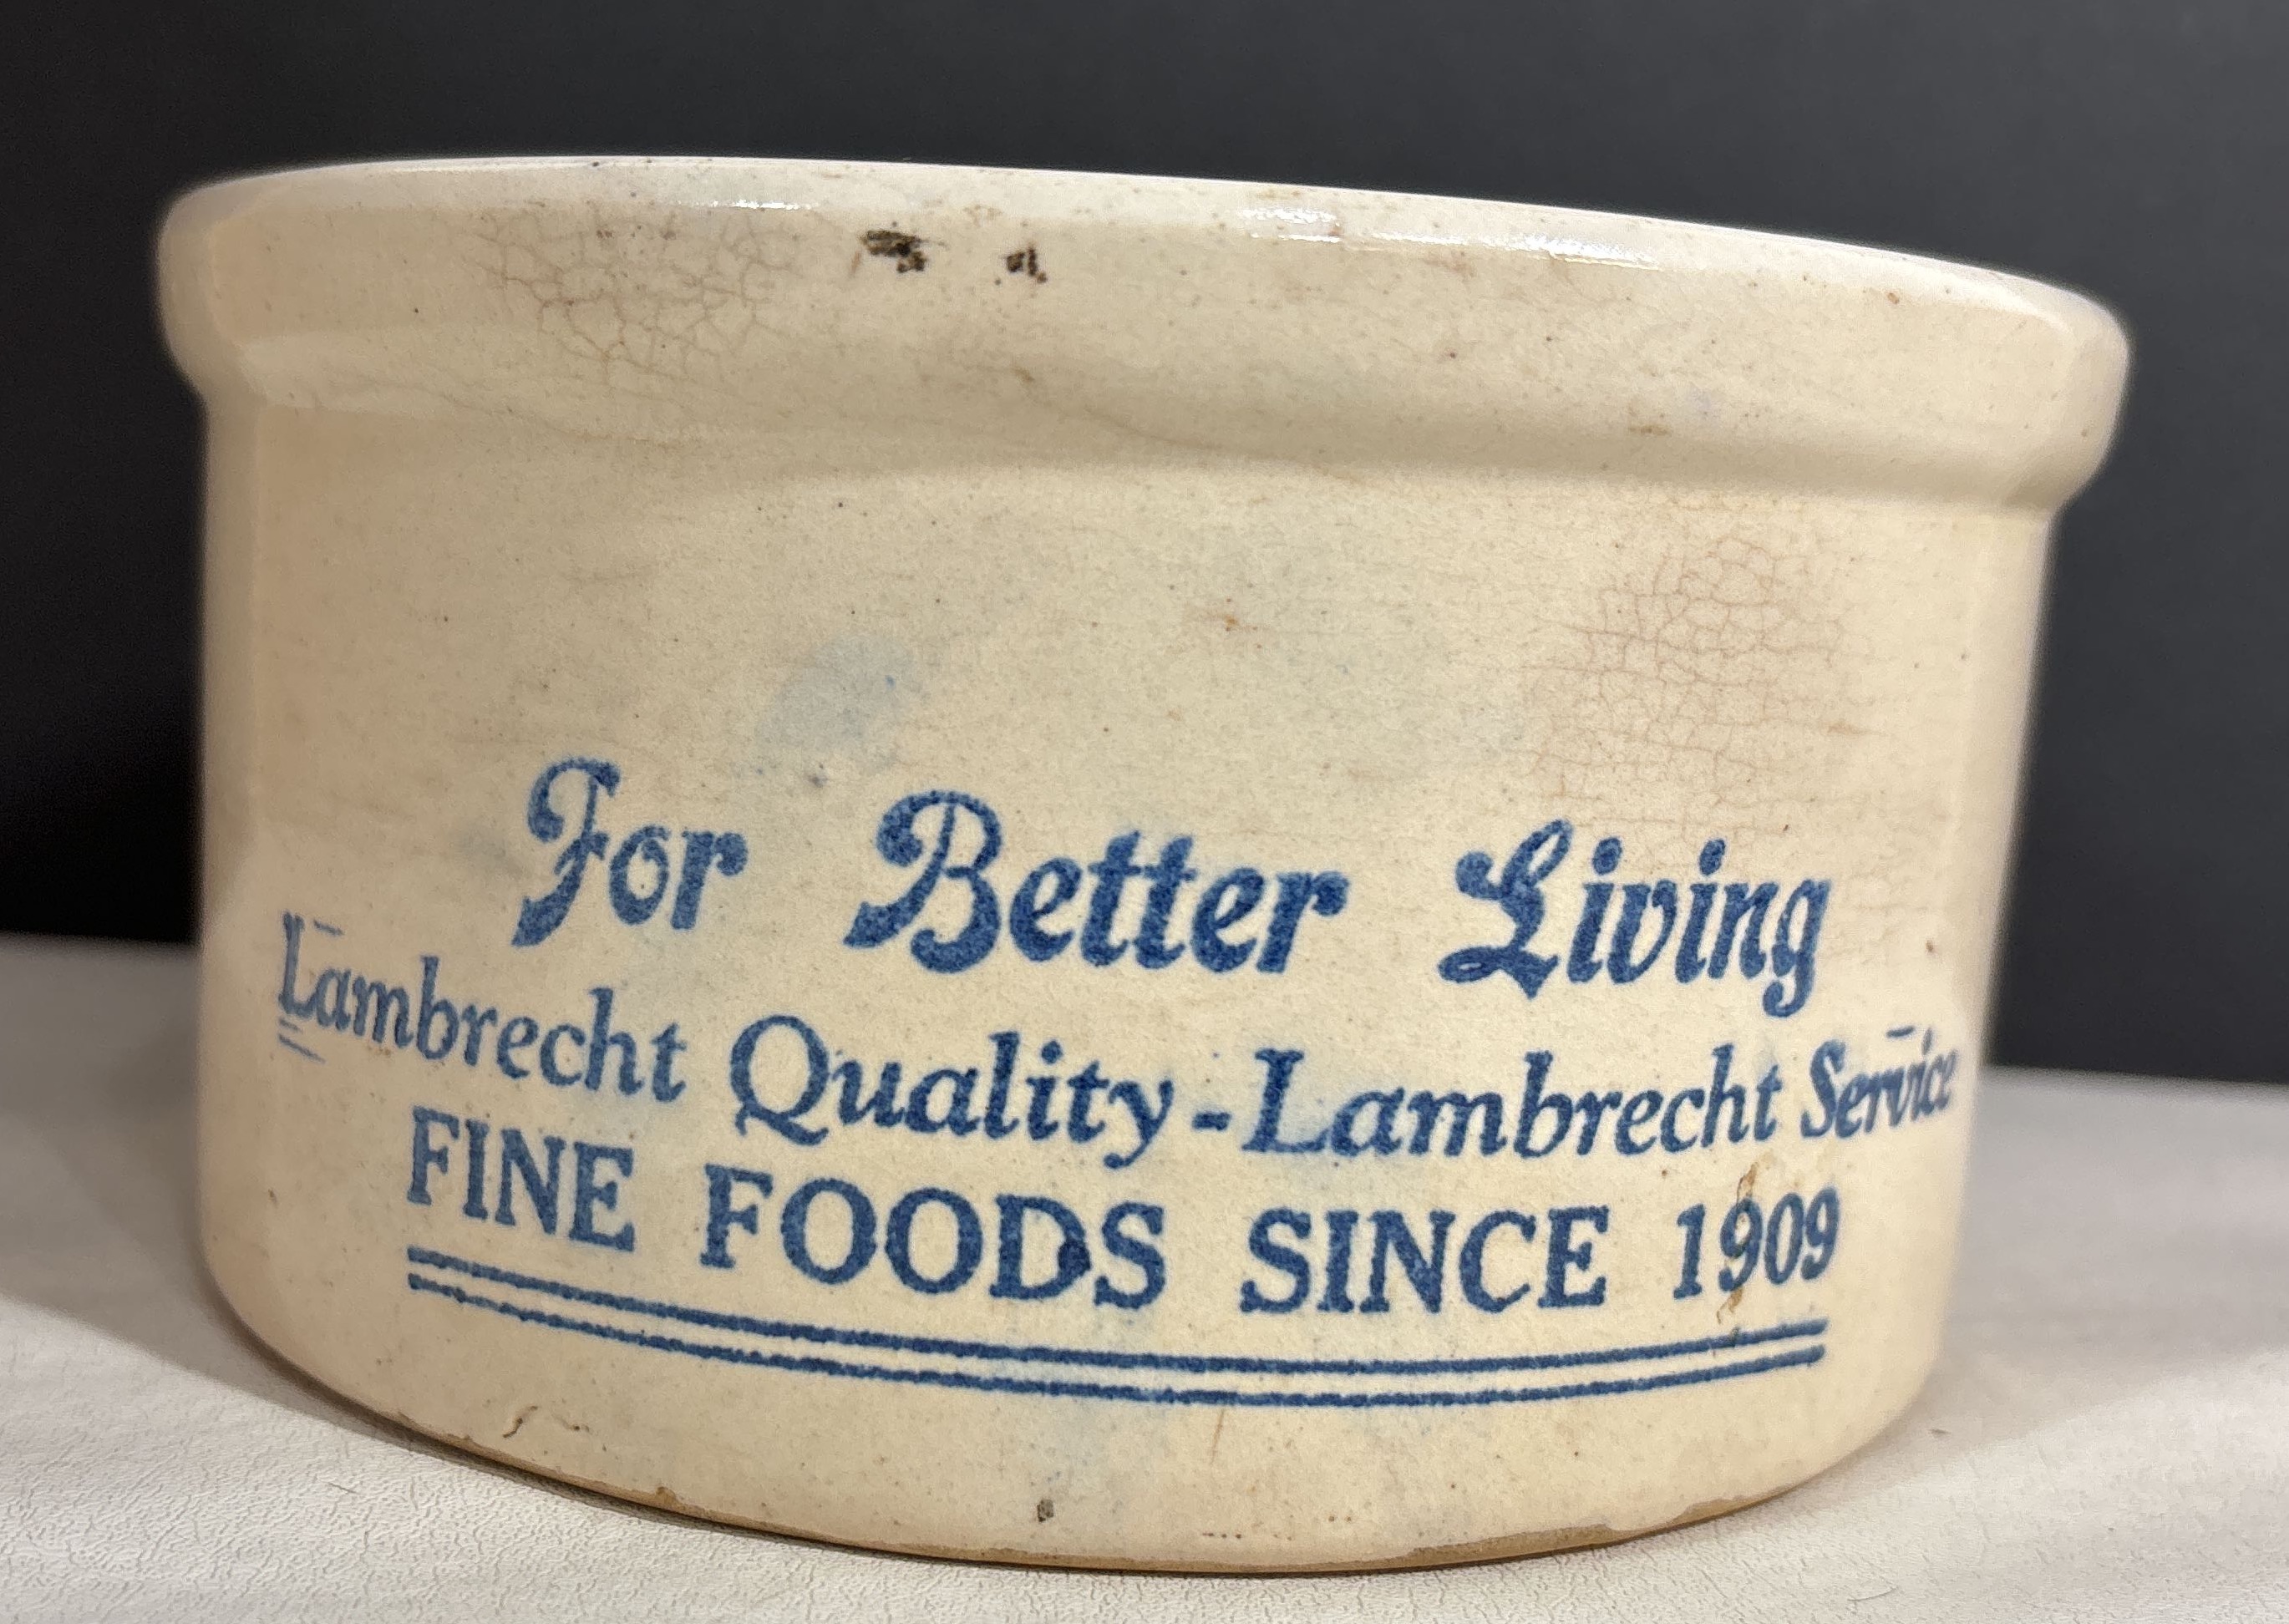 For Better Living
Lambrecht Quality-Lambrecht Service
FINE FOODS SINCE 1909